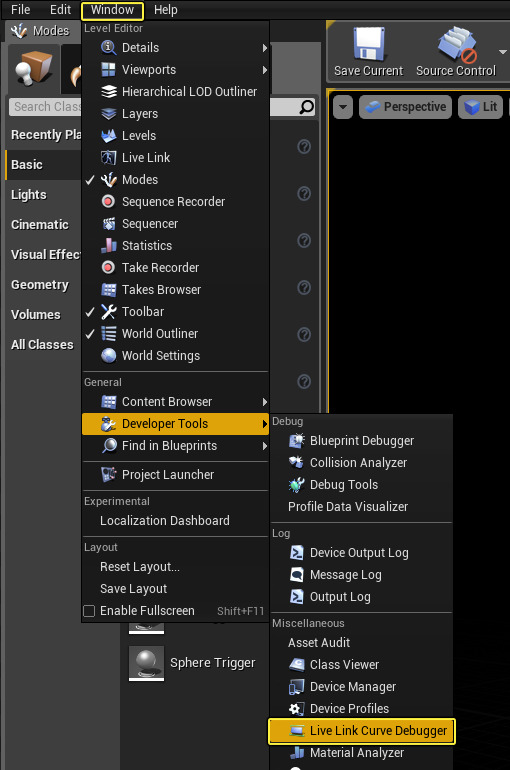 File Edit Window Help
Modes
Save Current Source Control
Search Clas
Perspective Lit
Recently Pla
Basic
Lights
Cinematic
Visual Effec
Geometry
Volumes
All Classes
Level Editor
Details
Viewports
Hierarchical LOD Outliner
Layers
Levels
Live Link
Modes
Sequence Recorder
Sequencer
Statistics
Take Recorder
Takes Browser
Toolbar
World Outliner
World Settings
General
Content Browser
Developer Tools
Find in Blueprints
Project Launcher
Experimental
Localization Dashboard
Layout
Reset Layout...
Save Layout
Enable Fullscreen Shift+F11
Sphere Trigger
Debug
Blueprint Debugger
Collision Analyzer
Debug Tools
Profile Data Visualizer
Log
Device Output Log
Message Log
Output Log
Miscellaneous
Asset Audit
Class Viewer
Device Manager
Device Profiles
Live Link Curve Debugger
Material Analyzer